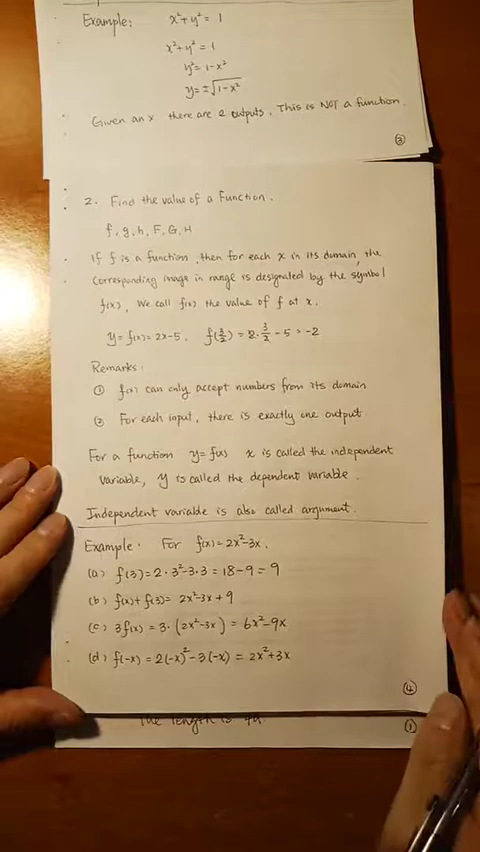 Example: x²+y²=1
x²+y²=1
y²=1-x²
y=±√1-x²
Given an x there are 2 outputs. This is NOT a function.
③
2. Find the value of a Function.
f, g, h, F, G, H
If f is a function, then for each x in its domain, the
corresponding image in range is designated by the symbol
f(x), We call f(x) the value of f at x.
y=f(x)=2x-5. f(3/2)=2·3/2-5=-2
Remarks:
① f(x) can only accept numbers from its domain
② For each input, there is exactly one output.
For a function y=f(x) x is called the independent
variable, y is called the dependent variable.
Independent variable is also called argument.
Example. For f(x)=2x²-3x.
(a) f(3)=2·3²-3·3=18-9=9
(b) f(x)+f(3)= 2x²-3x+9
(c) 3f(x)=3·(2x²-3x)=6x²-9x
(d) f(-x)=2(-x)²-3(-x)=2x²+3x
④
The length is
①